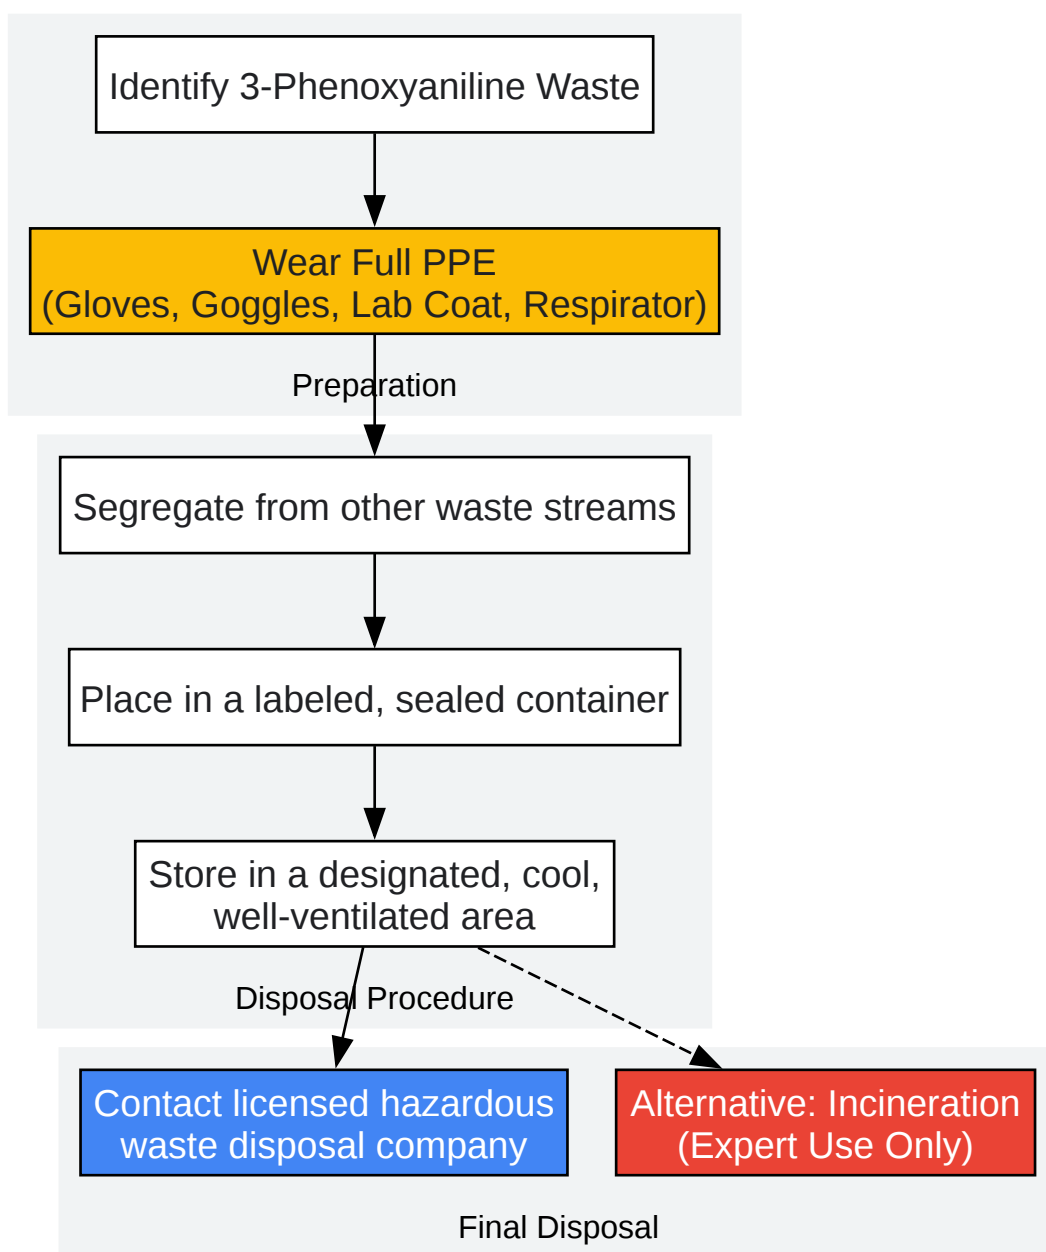 Identify 3-Phenoxyaniline Waste
Wear Full PPE
(Gloves, Goggles, Lab Coat, Respirator)
Preparation
Segregate from other waste streams
Place in a labeled, sealed container
Store in a designated, cool,
well-ventilated area
Disposal Procedure
Contact licensed hazardous
waste disposal company
Alternative: Incineration
(Expert Use Only)
Final Disposal